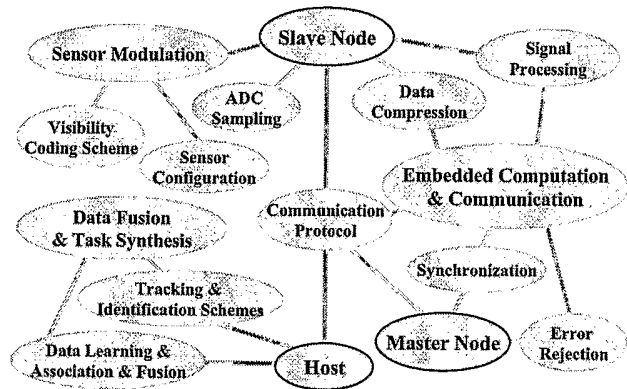 Slave Node
Sensor Modulation
Signal
Processing
ADC
Sampling
Data
Compression
Visibility
Coding Scheme
Sensor
Configuration
Embedded Computation
& Communication
Data Fusion
& Task Synthesis
Communication
Protocol
Synchronization
Tracking &
Identification Schemes
Master Node
Error
Rejection
Data Learning &
Association & Fusion
Host